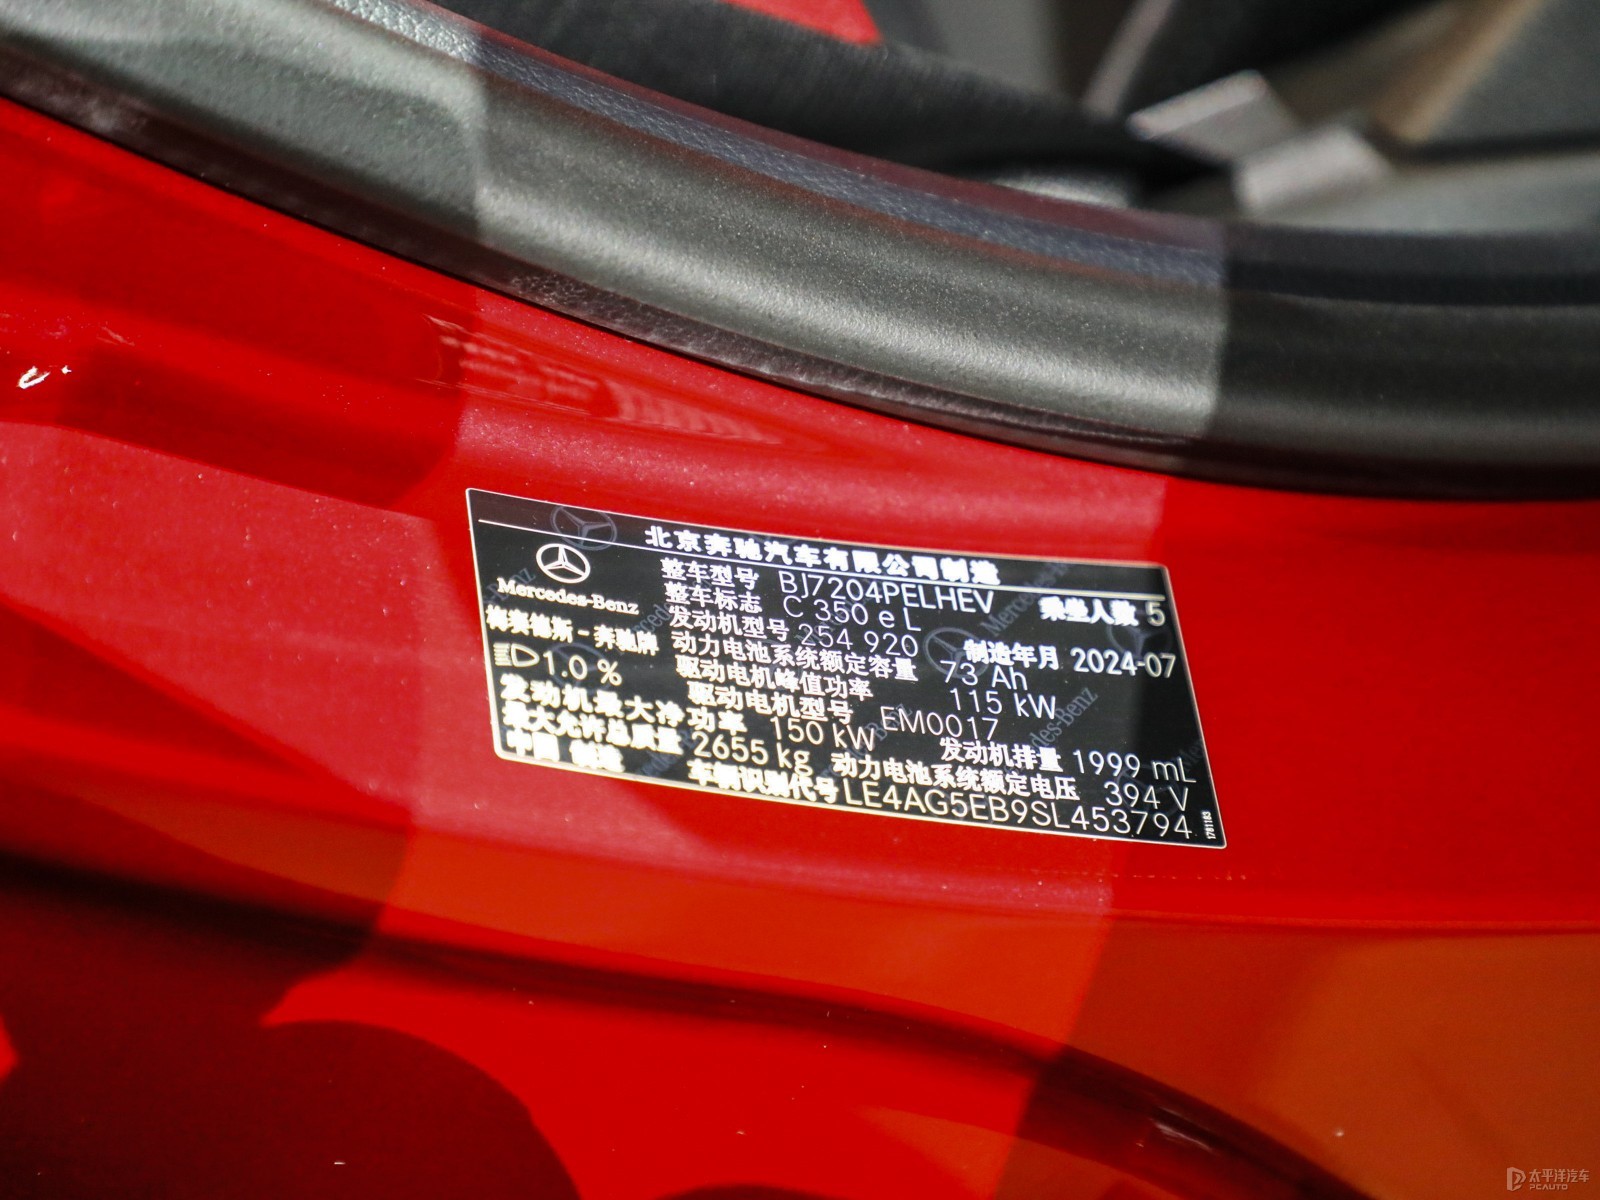 北京奔驰汽车有限公司制造
Mercedes-Benz
梅赛德斯-奔驰牌
整车型号 BJ7204PELHEV 乘坐人数 5
整车标志 C 350 e L
发动机型号 254 920 制造年月 2024-07
动力电池系统额定容量 73 Ah
1.0 % 驱动电机峰值功率 115 kW
驱动电机型号 EM0017
发动机最大净功率 150 kW 发动机排量 1999 mL
最大允许总质量 2655 kg 动力电池系统额定电压 394 V
中国 制造 车辆识别代号 LE4AG5EB9SL453794
1781183
太平洋汽车
PCAUTO